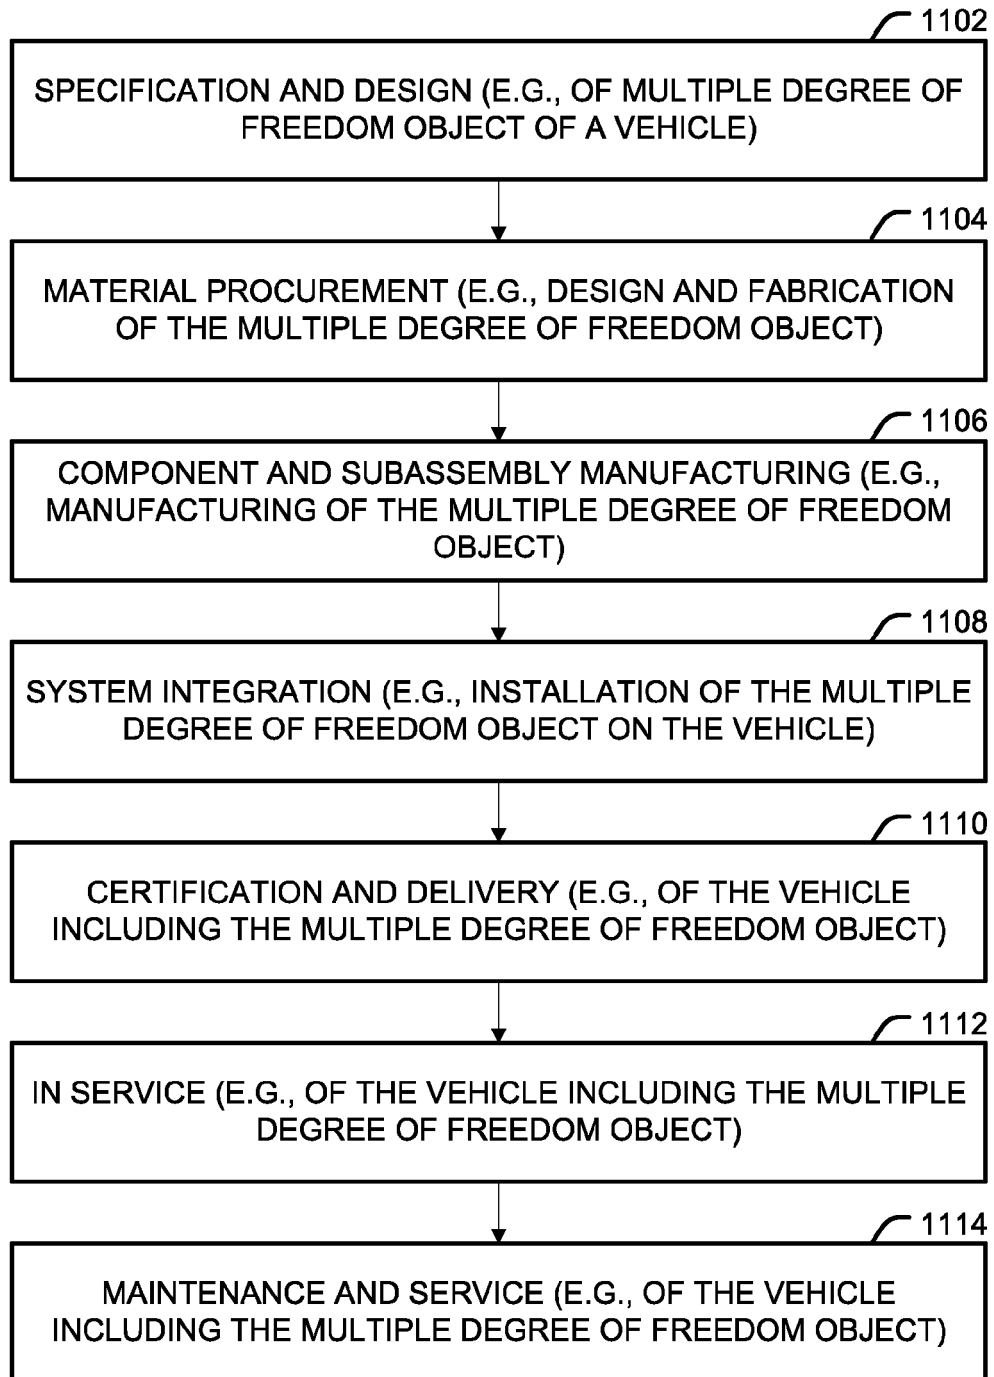 1102
SPECIFICATION AND DESIGN (E.G., OF MULTIPLE DEGREE OF
FREEDOM OBJECT OF A VEHICLE)
1104
MATERIAL PROCUREMENT (E.G., DESIGN AND FABRICATION
OF THE MULTIPLE DEGREE OF FREEDOM OBJECT)
1106
COMPONENT AND SUBASSEMBLY MANUFACTURING (E.G.,
MANUFACTURING OF THE MULTIPLE DEGREE OF FREEDOM
OBJECT)
1108
SYSTEM INTEGRATION (E.G., INSTALLATION OF THE MULTIPLE
DEGREE OF FREEDOM OBJECT ON THE VEHICLE)
1110
CERTIFICATION AND DELIVERY (E.G., OF THE VEHICLE
INCLUDING THE MULTIPLE DEGREE OF FREEDOM OBJECT)
1112
IN SERVICE (E.G., OF THE VEHICLE INCLUDING THE MULTIPLE
DEGREE OF FREEDOM OBJECT)
1114
MAINTENANCE AND SERVICE (E.G., OF THE VEHICLE
INCLUDING THE MULTIPLE DEGREE OF FREEDOM OBJECT)